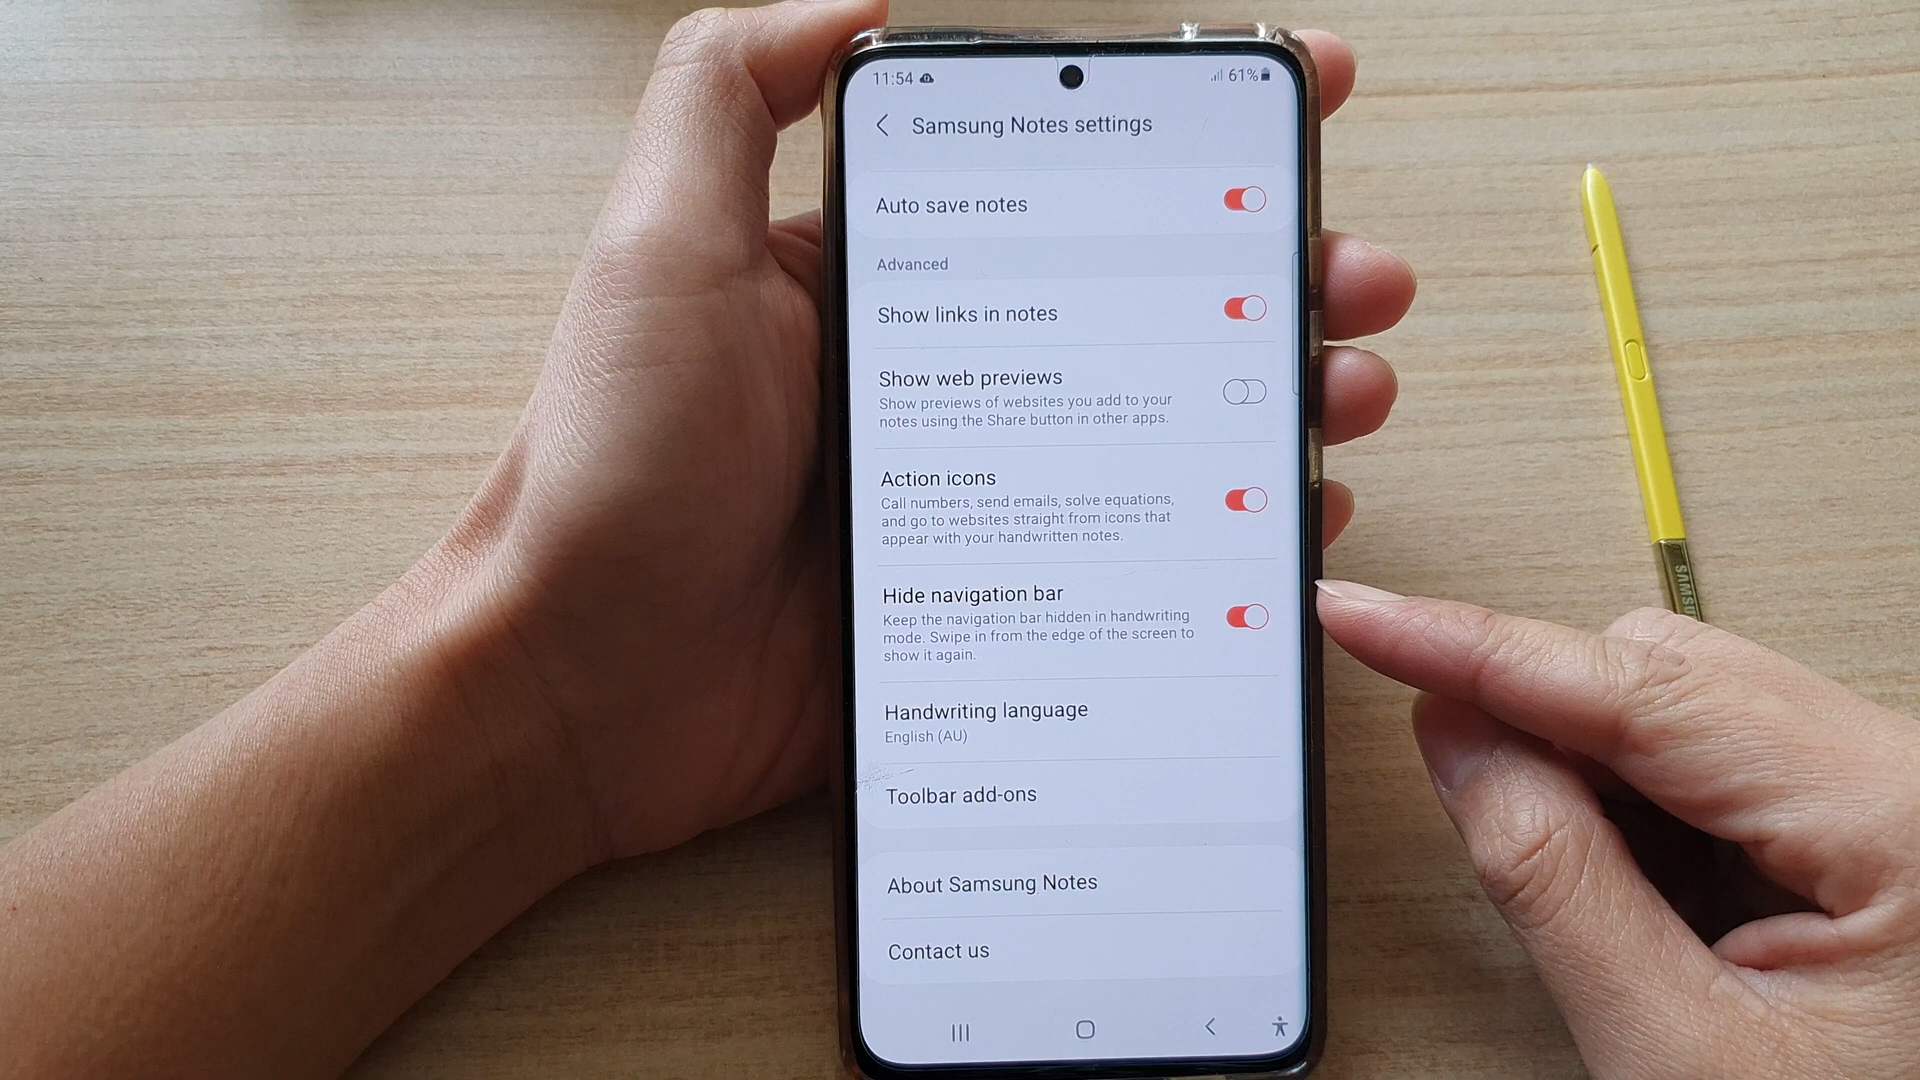 11:54
61%
Samsung Notes settings
Auto save notes
Advanced
Show links in notes
Show web previews
Show previews of websites you add to your
notes using the Share button in other apps.
Action icons
Call numbers, send emails, solve equations,
and go to websites straight from icons that
appear with your handwritten notes.
Hide navigation bar
Keep the navigation bar hidden in handwriting
mode. Swipe in from the edge of the screen to
show it again.
Handwriting language
English (AU)
Toolbar add-ons
About Samsung Notes
Contact us
SAMSU